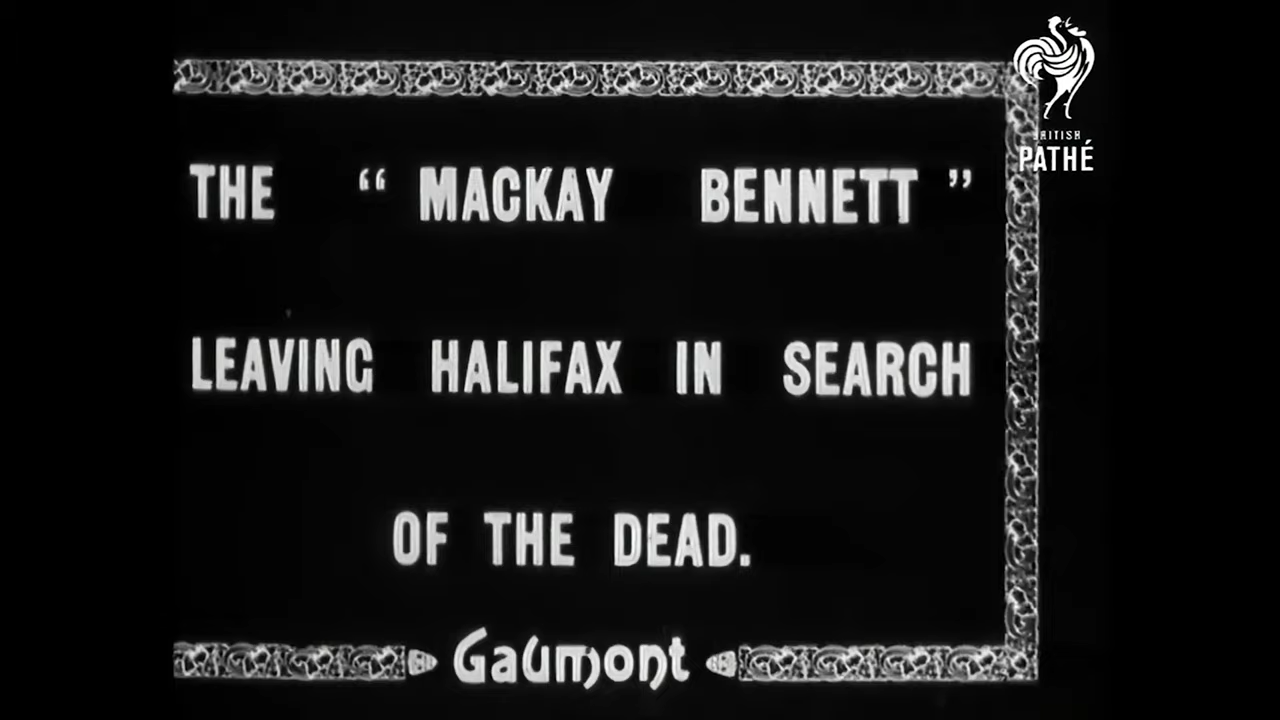 BRITISH
PATHÉ
THE “ MACKAY BENNETT ”
LEAVING HALIFAX IN SEARCH
OF THE DEAD.
Gaumont